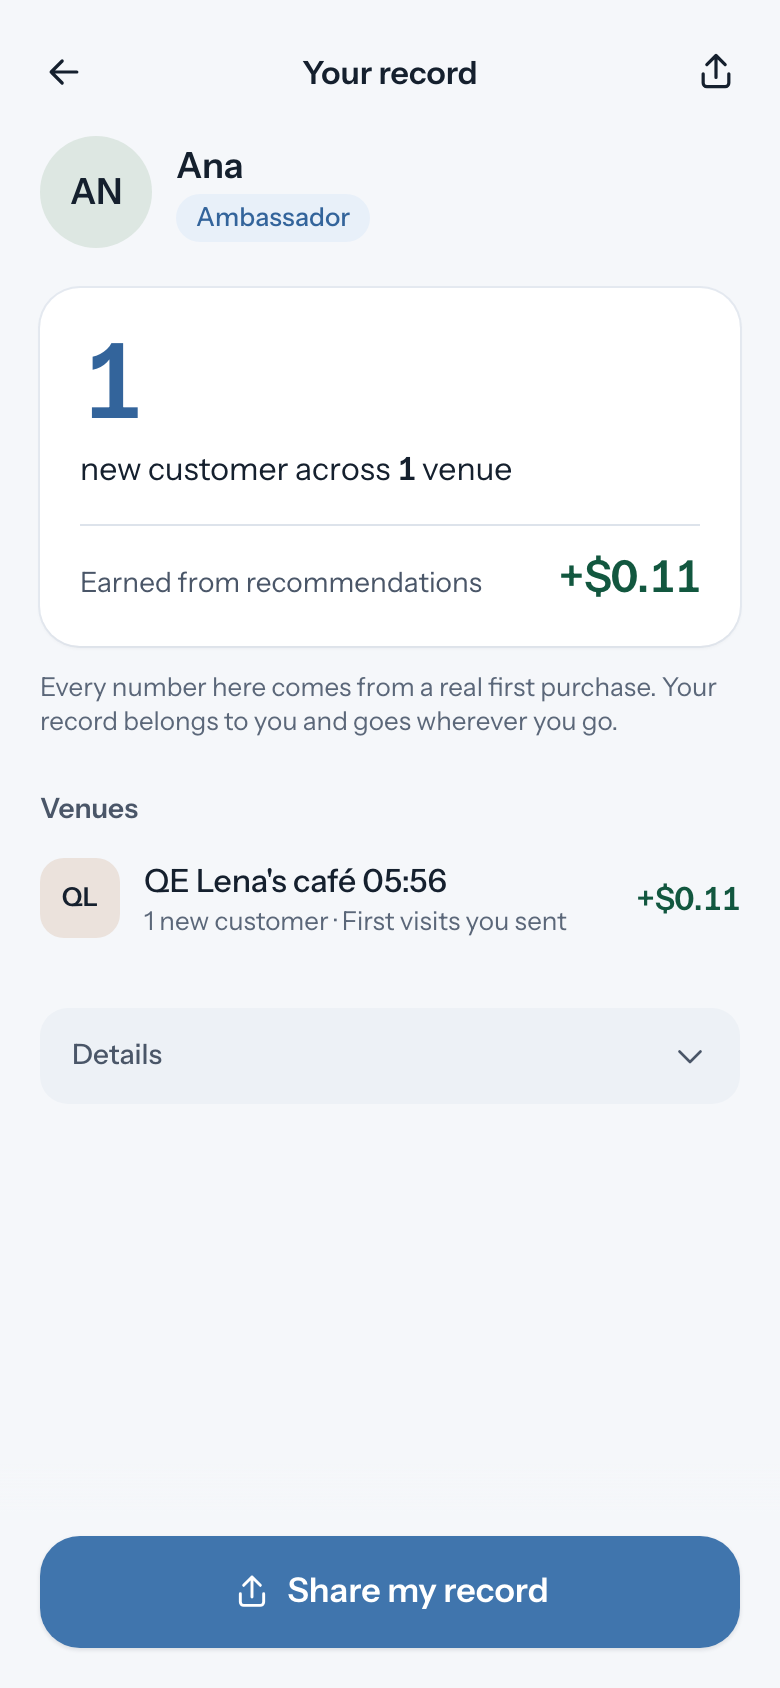 Your record
AN
Ana
Ambassador
1
new customer across 1 venue
Earned from recommendations +$0.11
Every number here comes from a real first purchase. Your
record belongs to you and goes wherever you go.
Venues
QL
QE Lena's café 05:56
1 new customer · First visits you sent
+$0.11
Details
Share my record